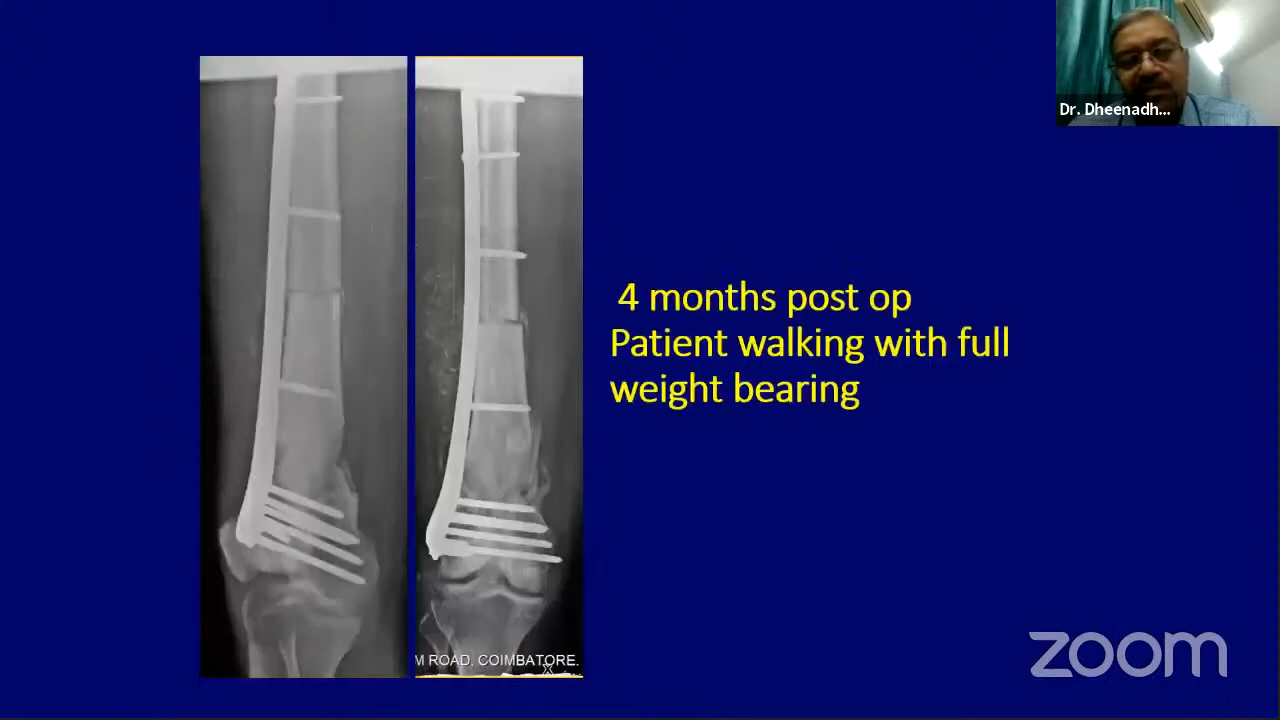 Dr. Dheenadh...
4 months post op
Patient walking with full
weight bearing
M ROAD, COIMBATORE.
zoom